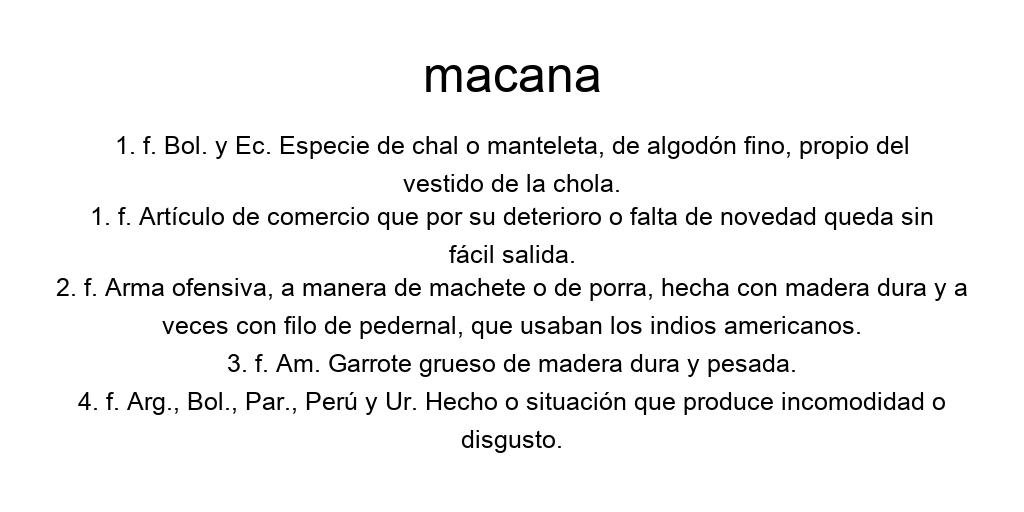 macana
1. f. Bol. y Ec. Especie de chal o manteleta, de algodón fino, propio del
vestido de la chola.
1. f. Artículo de comercio que por su deterioro o falta de novedad queda sin
fácil salida.
2. f. Arma ofensiva, a manera de machete o de porra, hecha con madera dura y a
veces con filo de pedernal, que usaban los indios americanos.
3. f. Am. Garrote grueso de madera dura y pesada.
4. f. Arg., Bol., Par., Perú y Ur. Hecho o situación que produce incomodidad o
disgusto.